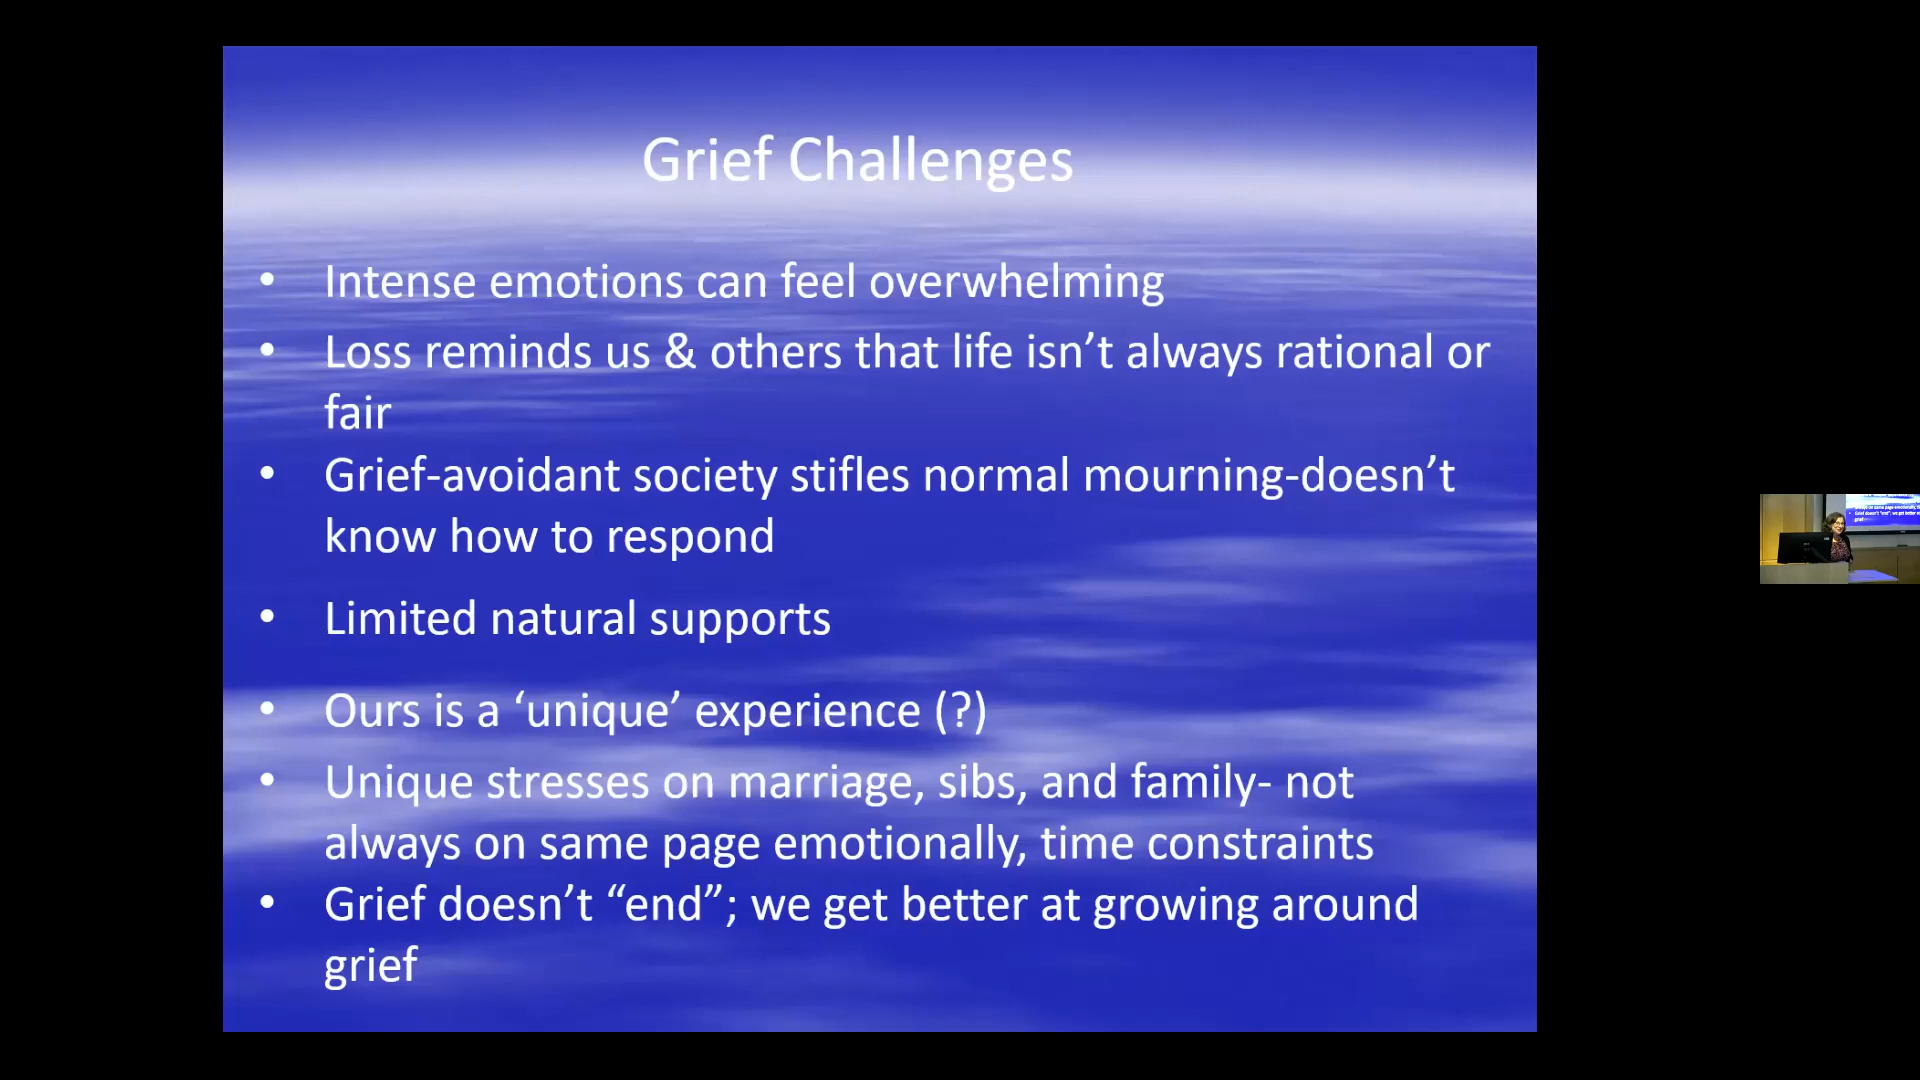 Grief Challenges
• Intense emotions can feel overwhelming
• Loss reminds us & others that life isn’t always rational or
fair
• Grief-avoidant society stifles normal mourning-doesn’t
know how to respond
• Limited natural supports
• Ours is a ‘unique’ experience (?)
• Unique stresses on marriage, sibs, and family- not
always on same page emotionally, time constraints
• Grief doesn’t “end”; we get better at growing around
grief